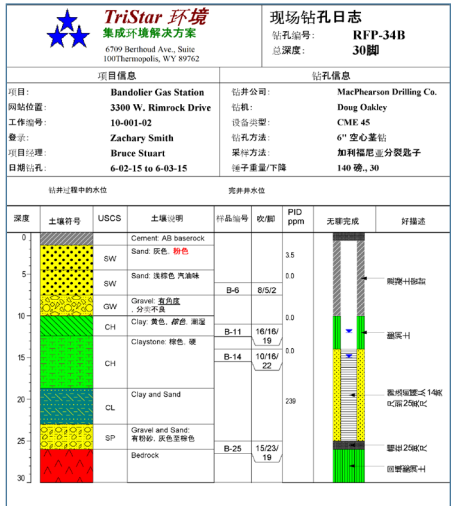 TriStar 环境
集成环境解决方案
6709 Berthoud Ave., Suite
100Thermopolis, WY 89762
现场钻孔日志
钻孔编号: RFP-34B
总深度: 30脚
项目信息
钻孔信息
项目: Bandolier Gas Station
网站位置: 3300 W. Rimrock Drive
工作编号: 10-001-02
登录: Zachary Smith
项目经理: Bruce Stuart
日期钻孔: 6-02-15 to 6-03-15
钻井公司: MacPhearson Drilling Co.
钻机: Doug Oakley
设备类型: CME 45
钻孔方法: 6" 空心茎钻
采样方法: 加利福尼亚分裂匙子
锤子重量/下降 140 磅., 30
钻井过程中的水位
完井井水位
深度 土壤符号 USCS 土壤说明 样品编号 吹/脚 PID ppm 无聊完成 好描述
0
5
10
15
20
25
30
Cement: AB baserock
SW Sand: 灰色, 粉色
SW Sand: 浅棕色 汽油味
GW Gravel: 有角度
, 分选不良
CH Clay: 黄色, 棕色, 潮湿
CH Claystone: 棕色, 硬
CL Clay and Sand
SP Gravel and Sand:
有粉砂, 灰色至棕色
Bedrock
B-6 8/5/2
B-11 16/16/
19
B-14 10/16/
22
B-25 15/23/
19
3.5
0.0
0.0
0.0
239